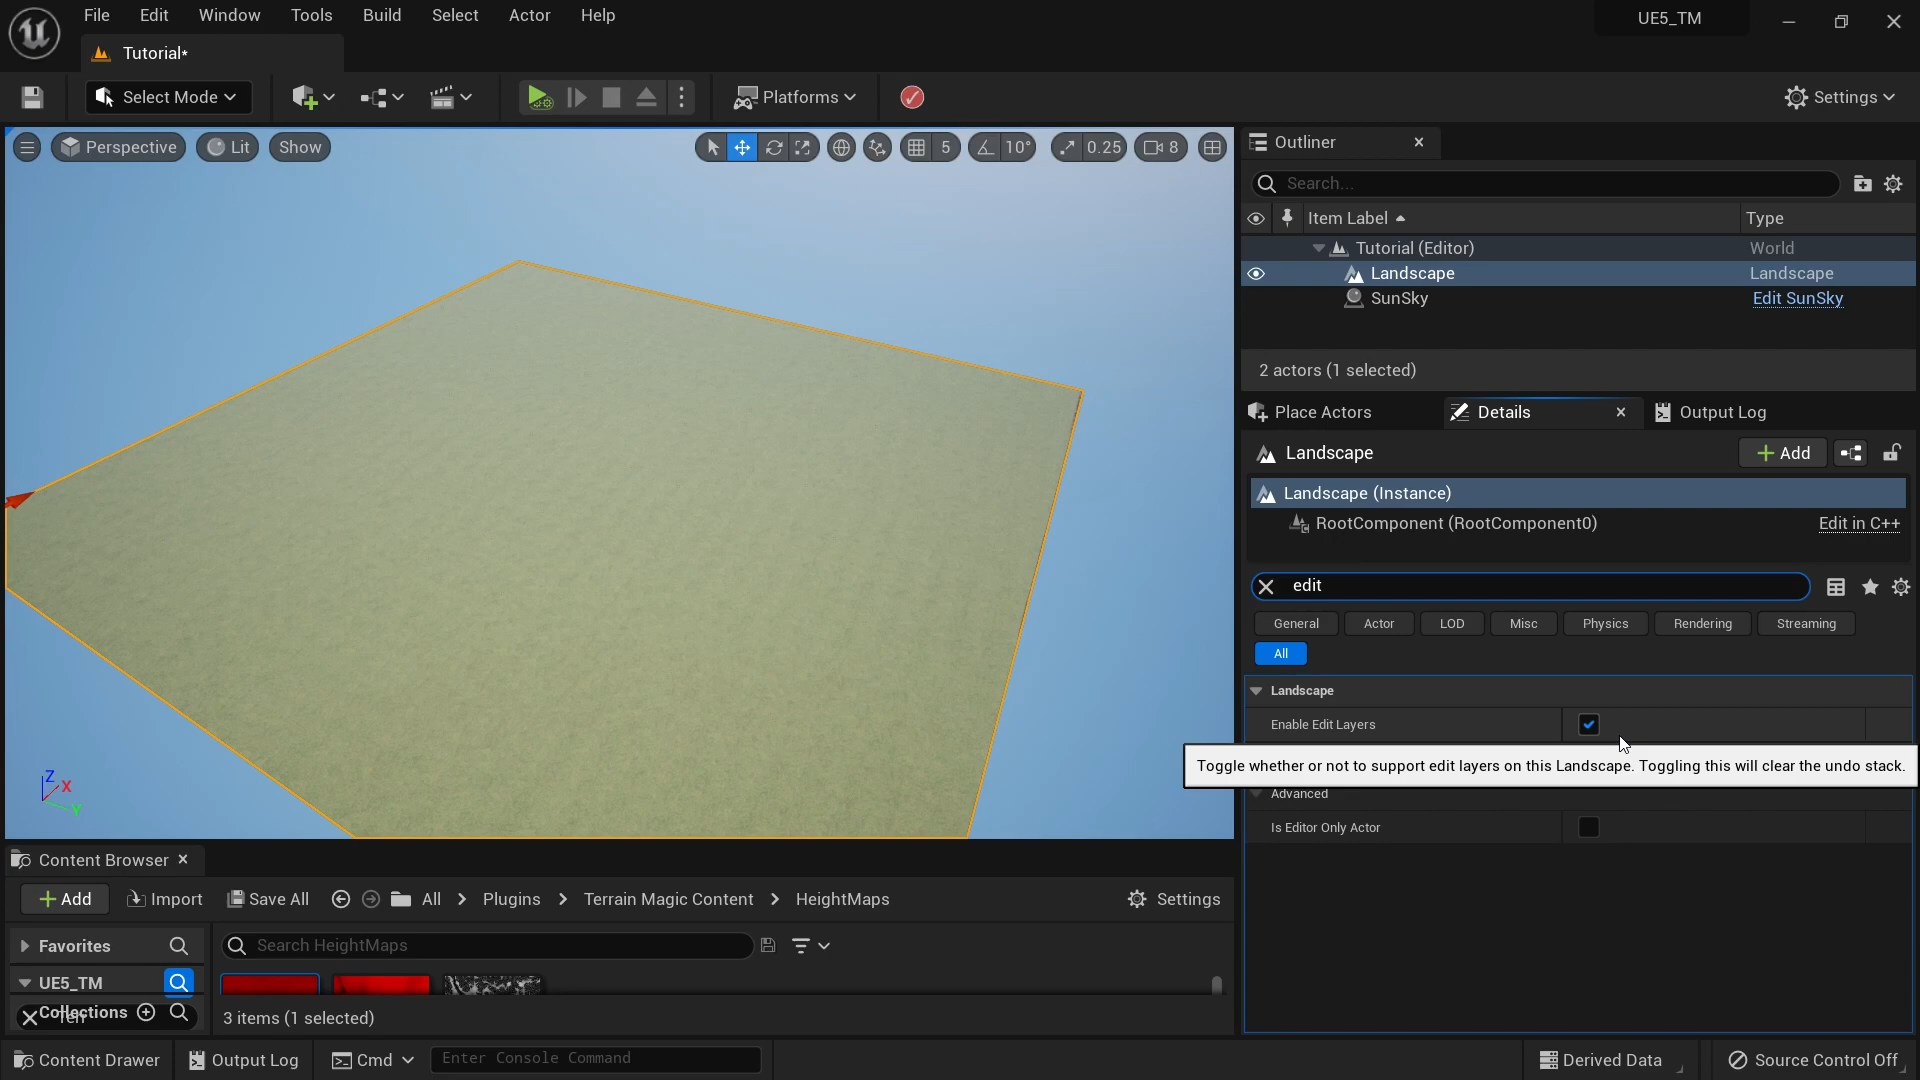 File Edit Window Tools Build Select Actor Help
UE5_TM
Tutorial*
Select Mode
Platforms
Settings
Perspective
Lit
Show
5
10°
0.25
8
Outliner
Search...
Item Label
Type
Tutorial (Editor)
World
Landscape
Landscape
SunSky
Edit SunSky
2 actors (1 selected)
Place Actors
Details
Output Log
Landscape
Add
Landscape (Instance)
RootComponent (RootComponent0)
Edit in C++
edit
General
Actor
LOD
Misc
Physics
Rendering
Streaming
All
Landscape
Enable Edit Layers
Toggle whether or not to support edit layers on this Landscape. Toggling this will clear the undo stack.
Advanced
Is Editor Only Actor
Z
X
Y
Content Browser
Add
Import
Save All
All
Plugins
Terrain Magic Content
HeightMaps
Settings
Favorites
Search HeightMaps
UE5_TM
Collections
3 items (1 selected)
Content Drawer
Output Log
Cmd
Enter Console Command
Derived Data
Source Control Off